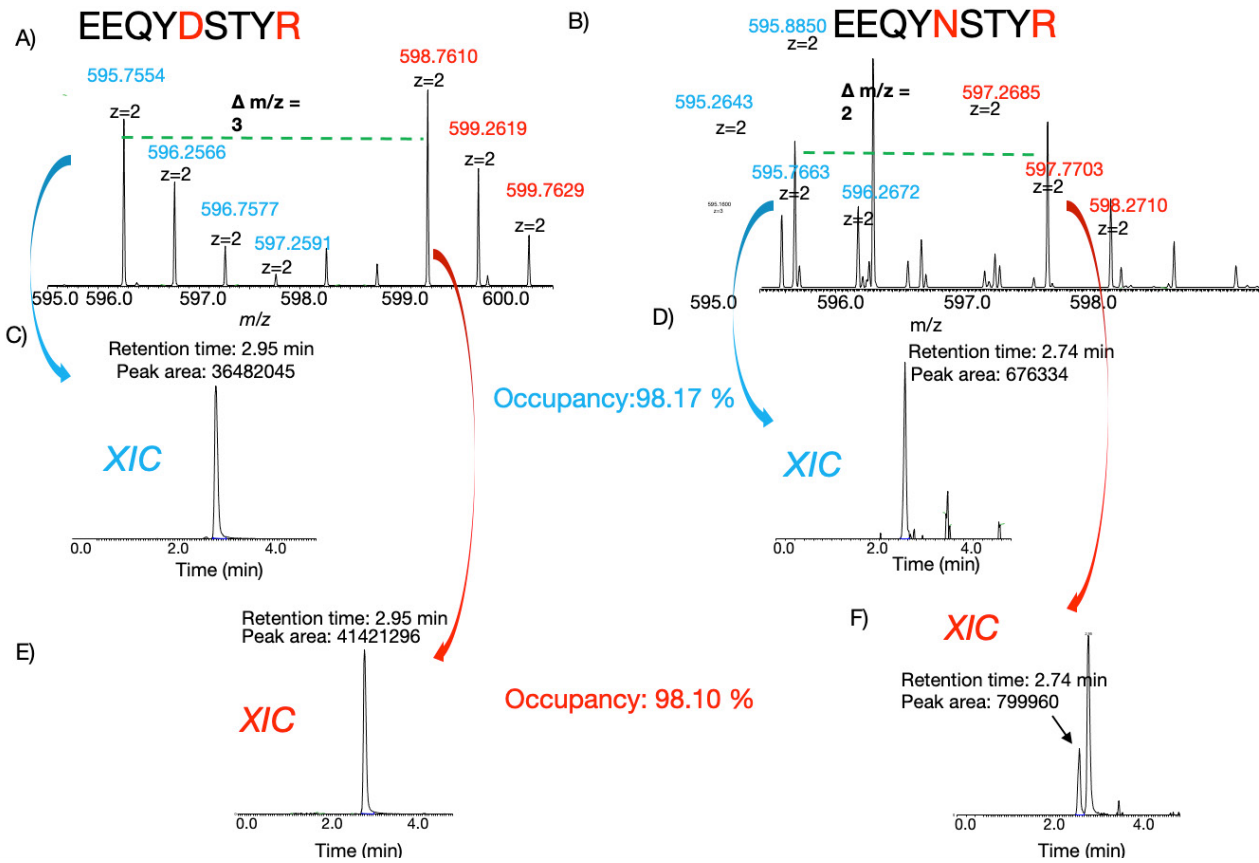 A)
EEQYDSTYR
595.7554
z=2
Δ m/z =
3
598.7610
z=2
596.2566
z=2
599.2619
z=2
596.7577
z=2
599.7629
z=2
597.2591
z=2
595.0 596.0 597.0 598.0 599.0 600.0
m/z
B)
EEQYNSTYR
595.8850
z=2
595.2643
z=2
Δ m/z =
2
597.2685
z=2
595.7663
z=2
596.2672
z=2
597.7703
z=2
598.2710
z=2
595.1600
z=3
595.0 596.0 597.0 598.0
m/z
C)
Retention time: 2.95 min
Peak area: 36482045
XIC
0.0 2.0 4.0
Time (min)
Occupancy:98.17 %
D)
Retention time: 2.74 min
Peak area: 676334
XIC
0.0 2.0 4.0
Time (min)
E)
Retention time: 2.95 min
Peak area: 41421296
XIC
0.0 2.0 4.0
Time (min)
Occupancy: 98.10 %
F)
XIC
Retention time: 2.74 min
Peak area: 799960
0.0 2.0 4.0
Time (min)